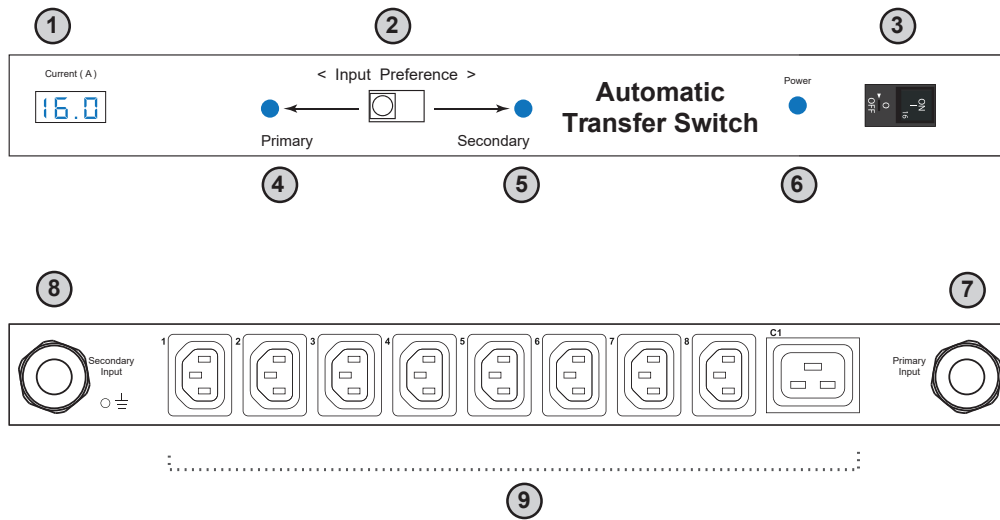 1
2
3
Current ( A )
16.0
< Input Preference >
Primary
Secondary
Automatic
Transfer Switch
Power
ON
I
16
O
OFF
4
5
6
8
7
Secondary
Input
1
2
3
4
5
6
7
8
C1
Primary
Input
9